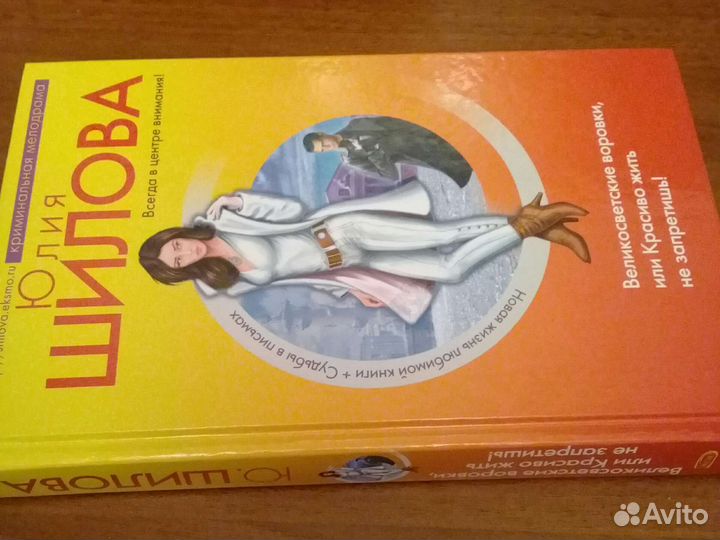 криминальная мелодрама
shilova.eksmo.ru
Юлия
ШИЛОВА
Всегда в центре внимания!
Новая жизнь любимой книги + Судьбы в письмах
Великосветские воровки,
или Красиво жить
не запретишь!
Ю. ШИЛОВА
Великосветские воровки,
или Красиво жить
не запретишь!
Avito